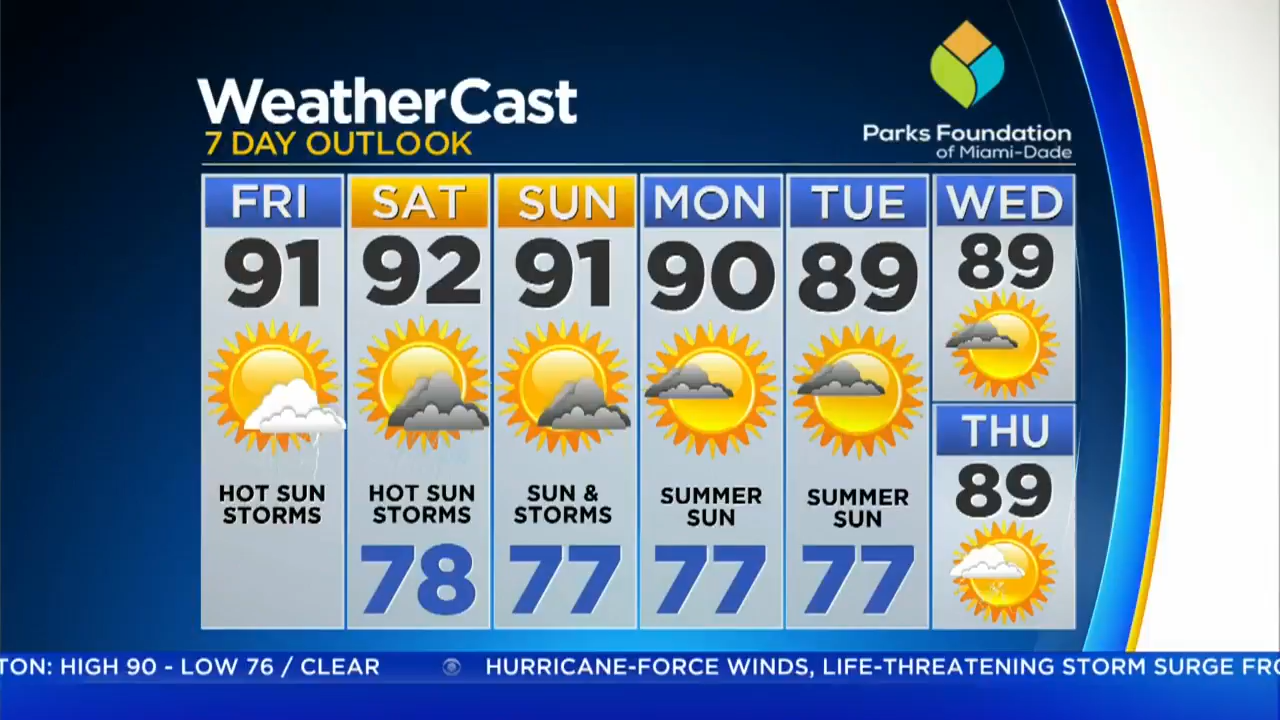 WeatherCast
7 DAY OUTLOOK
Parks Foundation
of Miami-Dade
FRI
91
HOT SUN
STORMS
SAT
92
HOT SUN
STORMS
78
SUN
91
SUN &
STORMS
77
MON
90
SUMMER
SUN
77
TUE
89
SUMMER
SUN
77
WED
89
THU
89
TON: HIGH 90 - LOW 76 / CLEAR
HURRICANE-FORCE WINDS, LIFE-THREATENING STORM SURGE FRO